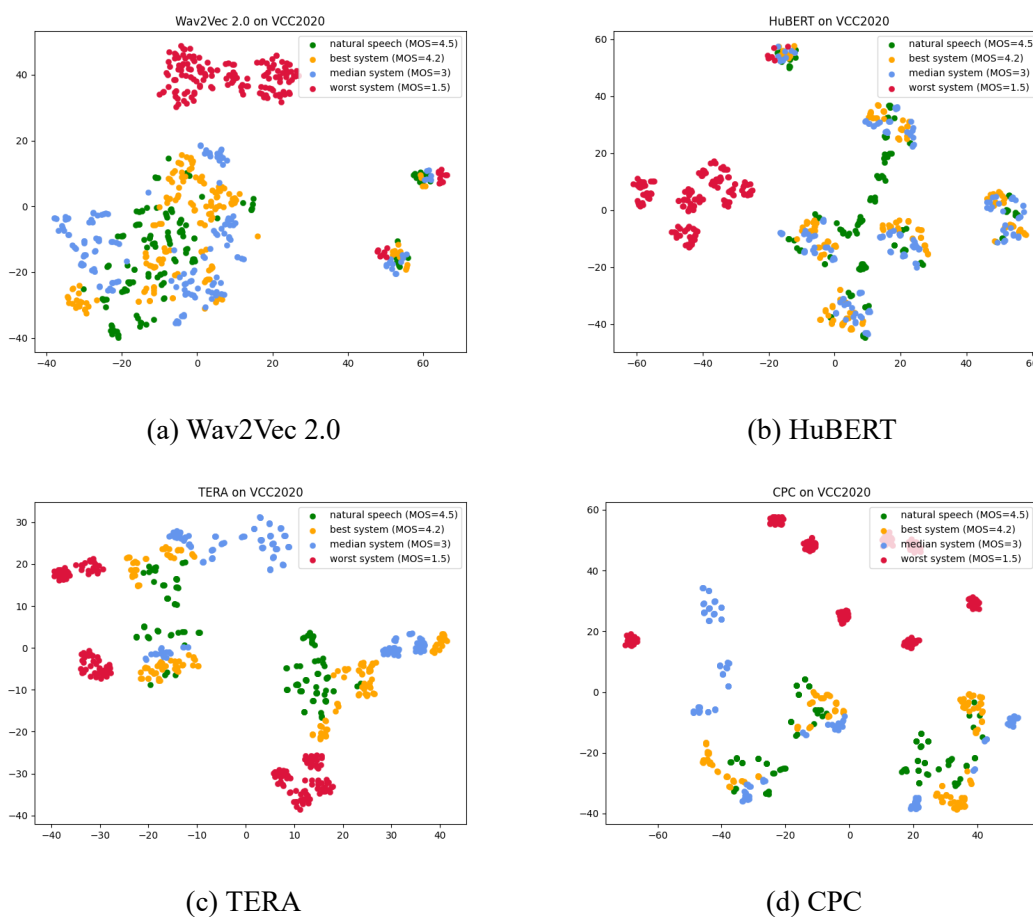 Wav2Vec 2.0 on VCC2020
natural speech (MOS=4.5)
best system (MOS=4.2)
median system (MOS=3)
worst system (MOS=1.5)
40
20
0
−20
−40
−40
−20
0
20
40
60
(a) Wav2Vec 2.0
HuBERT on VCC2020
natural speech (MOS=4.5)
best system (MOS=4.2)
median system (MOS=3)
worst system (MOS=1.5)
60
40
20
0
−20
−40
−60
−40
−20
0
20
40
60
(b) HuBERT
TERA on VCC2020
natural speech (MOS=4.5)
best system (MOS=4.2)
median system (MOS=3)
worst system (MOS=1.5)
30
20
10
0
−10
−20
−30
−40
−40
−30
−20
−10
0
10
20
30
40
(c) TERA
CPC on VCC2020
natural speech (MOS=4.5)
best system (MOS=4.2)
median system (MOS=3)
worst system (MOS=1.5)
60
40
20
0
−20
−40
−60
−40
−20
0
20
40
(d) CPC